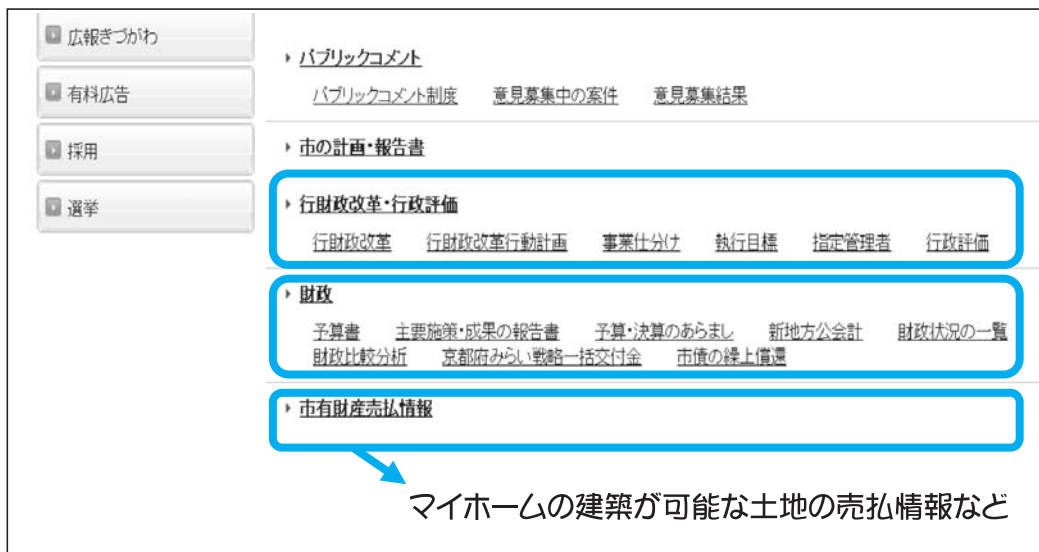 広報きづがわ
有料広告
採用
選挙
パブリックコメント
パブリックコメント制度 意見募集中の案件 意見募集結果
市の計画・報告書
行財政改革・行政評価
行財政改革 行財政改革行動計画 事業仕分け 執行目標 指定管理者 行政評価
財政
予算書 主要施策・成果の報告書 予算・決算のあらまし 新地方公会計 財政状況の一覧
財政比較分析 京都府みらい戦略一括交付金 市債の繰上償還
市有財産売払情報
マイホームの建築が可能な土地の売払情報など